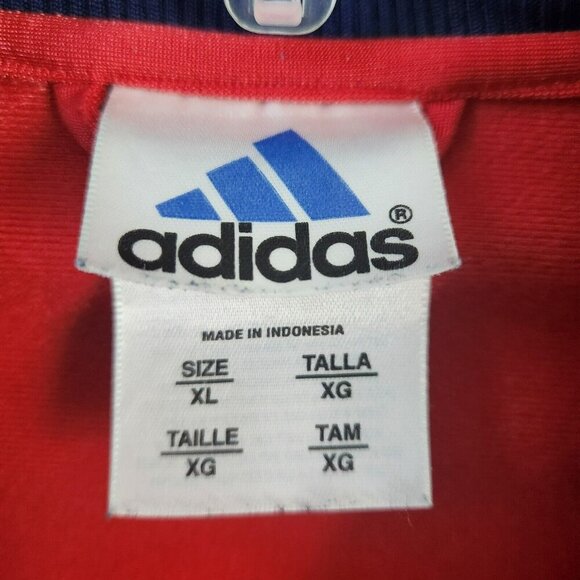 adidas®
MADE IN INDONESIA
SIZE TALLA
XL XG
TAILLE TAM
XG XG